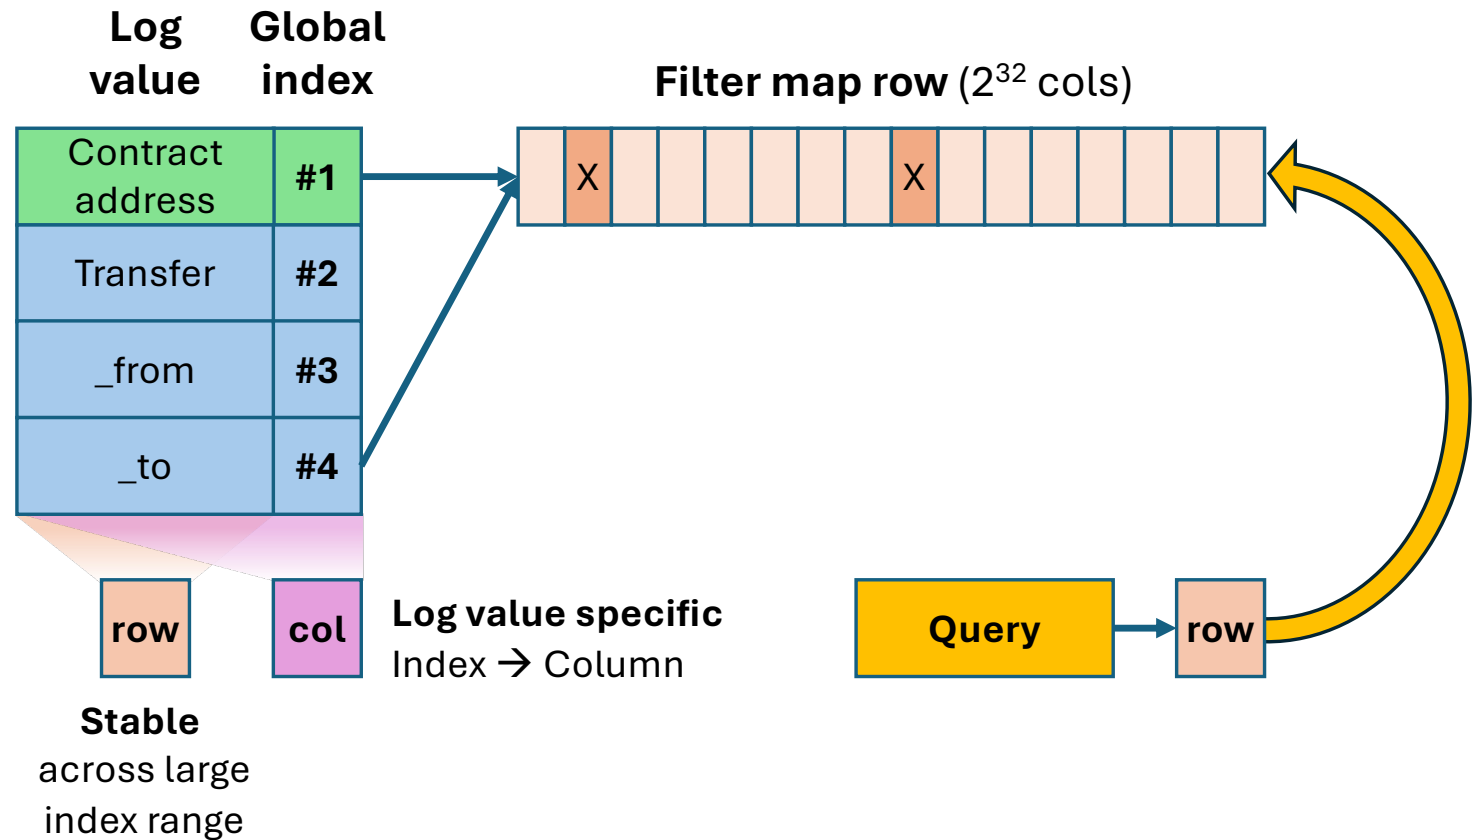 Log
value
Global
index
Filter map row (2³² cols)
Contract
address
#1
X
X
Transfer
#2
_from
#3
_to
#4
row
col
Log value specific
Index → Column
Query
row
Stable
across large
index range